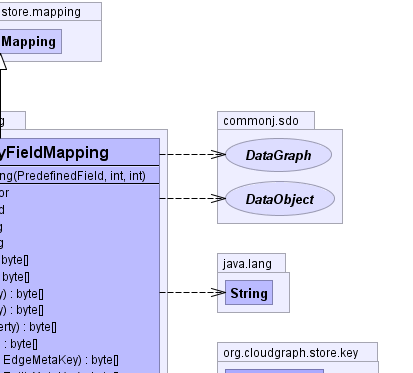 store.mapping
Mapping
g
yFieldMapping
ng(PredefinedField, int, int)
or
d
g
g
byte[]
: byte[]
y) : byte[]
y) : byte[]
erty) : byte[]
: byte[]
EdgeMetaKey) : byte[]
commonj.sdo
DataGraph
DataObject
java.lang
String
org.cloudgraph.store.key